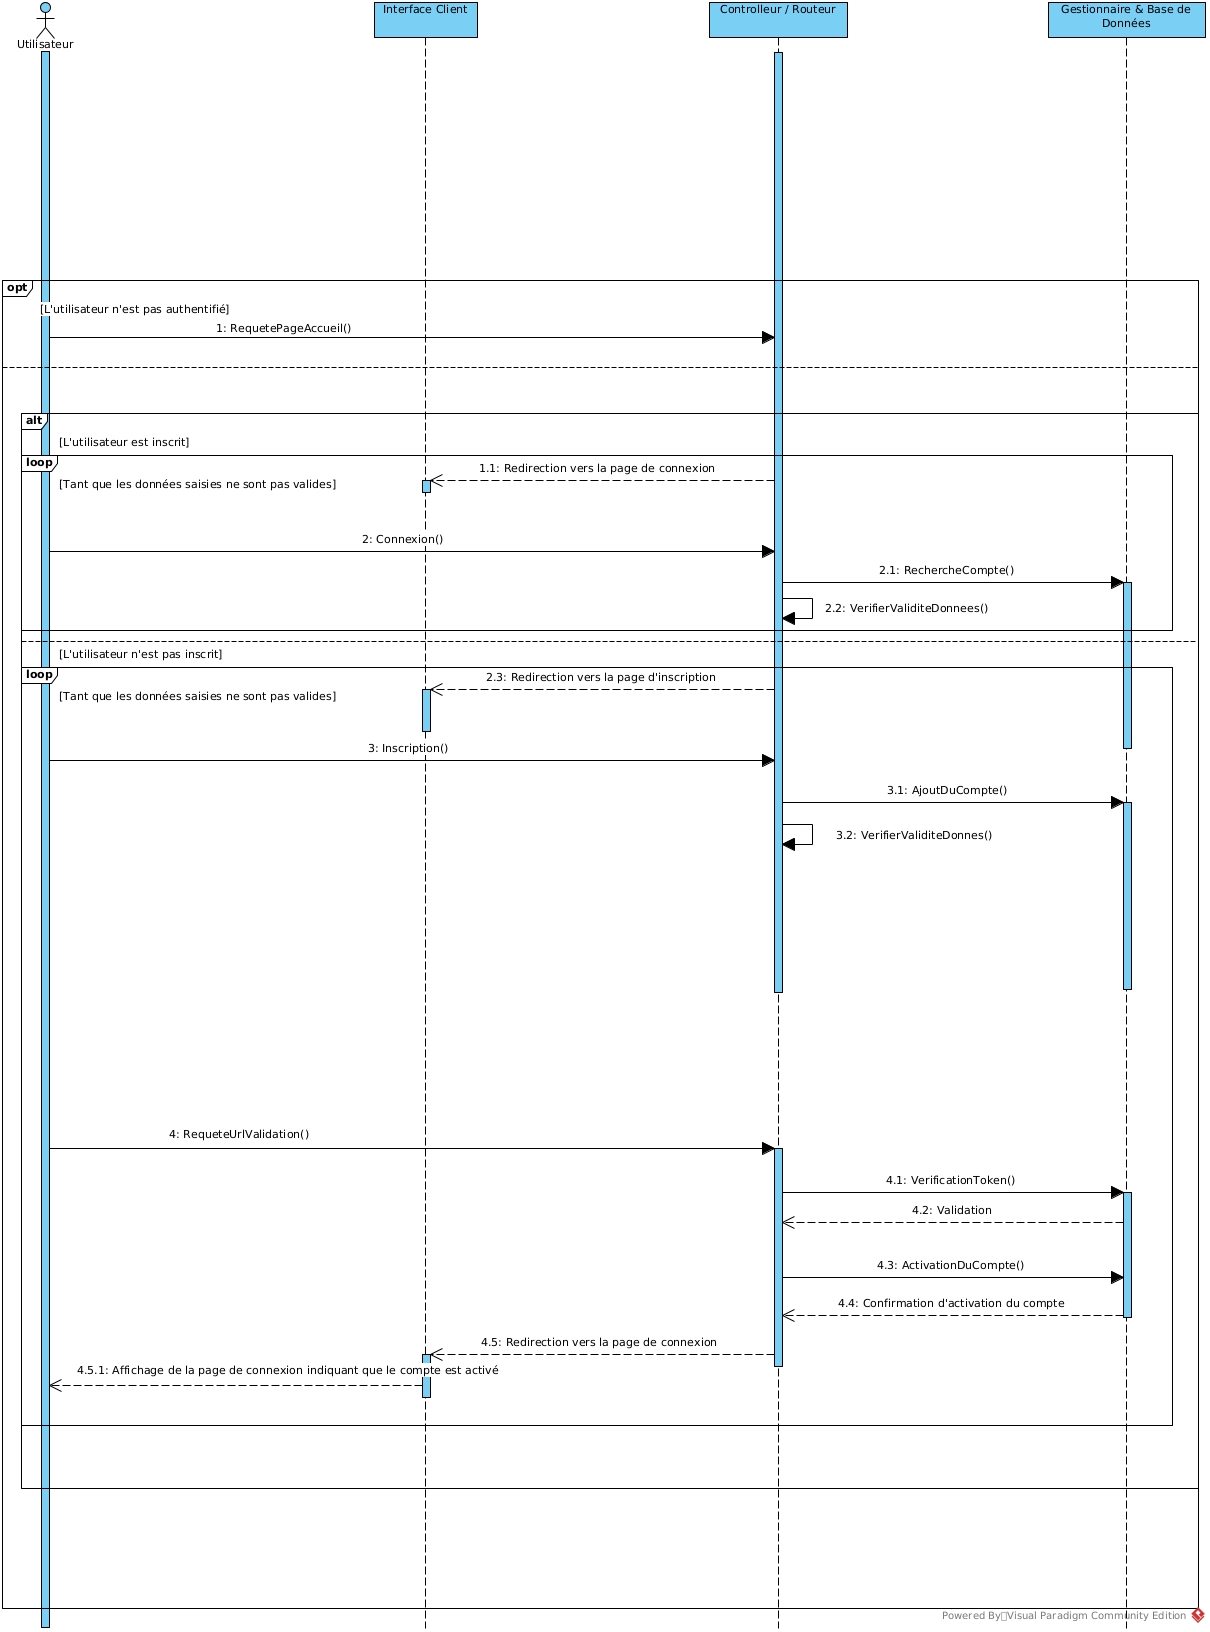 Utilisateur
Interface Client
Controlleur / Routeur
Gestionnaire & Base de
Données
opt
[L'utilisateur n'est pas authentifié]
1: RequetePageAccueil()
alt
[L'utilisateur est inscrit]
loop
1.1: Redirection vers la page de connexion
[Tant que les données saisies ne sont pas valides]
2: Connexion()
2.1: RechercheCompte()
2.2: VerifierValiditeDonnees()
[L'utilisateur n'est pas inscrit]
loop
2.3: Redirection vers la page d'inscription
[Tant que les données saisies ne sont pas valides]
3: Inscription()
3.1: AjoutDuCompte()
3.2: VerifierValiditeDonnes()
4: RequeteUrlValidation()
4.1: VerificationToken()
4.2: Validation
4.3: ActivationDuCompte()
4.4: Confirmation d'activation du compte
4.5: Redirection vers la page de connexion
4.5.1: Affichage de la page de connexion indiquant que le compte est activé
Powered By Visual Paradigm Community Edition